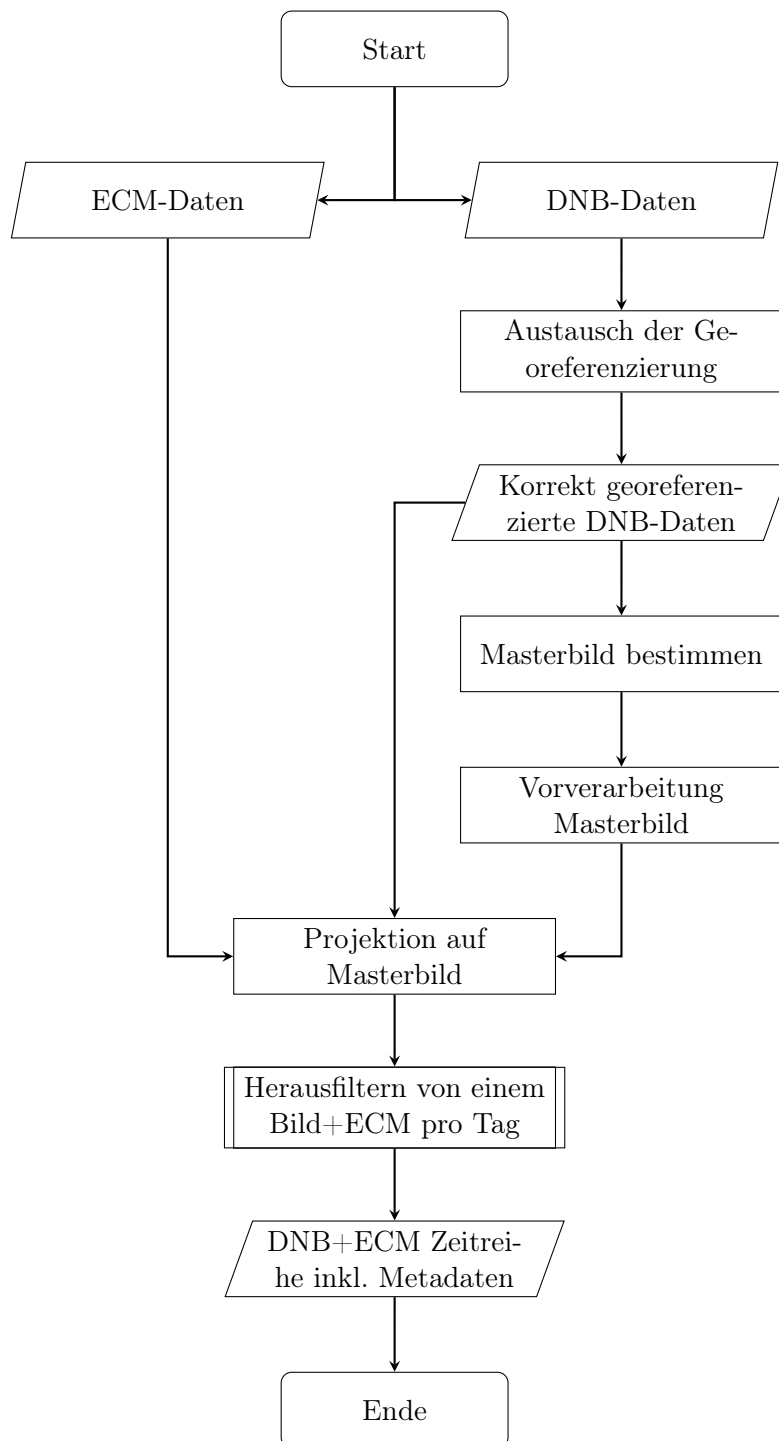 Start
ECM-Daten
DNB-Daten
Austausch der Ge-
oreferenzierung
Korrekt georeferen-
zierte DNB-Daten
Masterbild bestimmen
Vorverarbeitung
Masterbild
Projektion auf
Masterbild
Herausfiltern von einem
Bild+ECM pro Tag
DNB+ECM Zeitrei-
he inkl. Metadaten
Ende